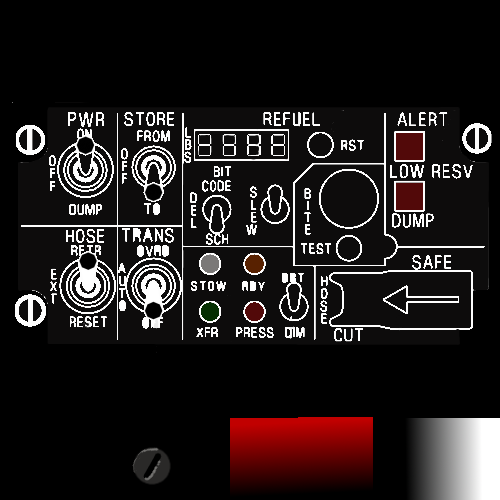 PWR
ON
OFF
DUMP
STORE
FROM
OFF
TO
REFUEL
LBS
8888
RST
BIT
CODE
DEL
SCH
SLEW
BITE
TEST
ALERT
LOW RESV
DUMP
HOSE
RETR
EXT
RESET
TRANS
OVRD
AUTO
OFF
STOW
RDY
XFR
PRESS
BRT
DIM
HOSE
SAFE
CUT